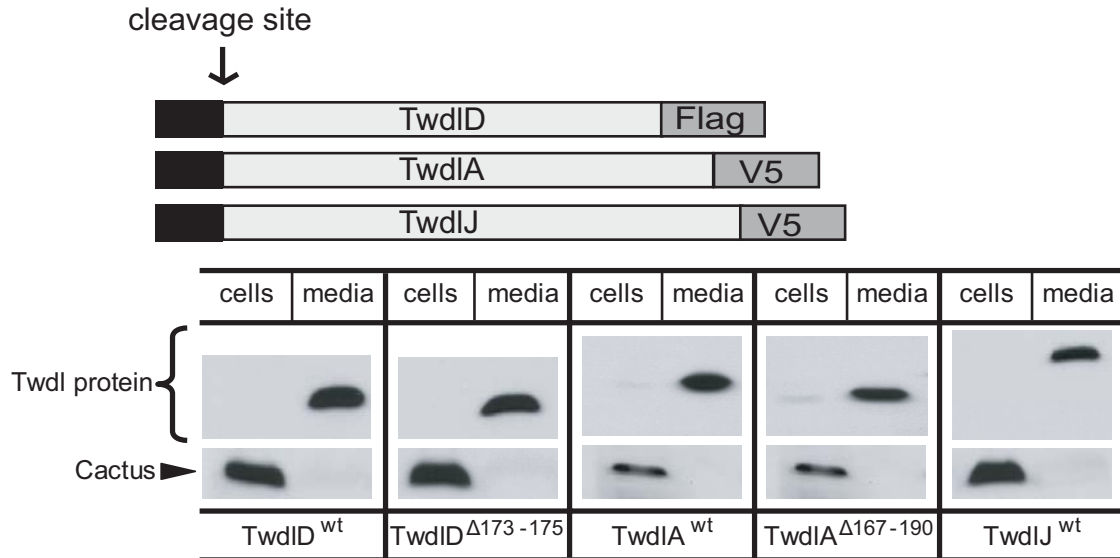 cleavage site
TwdlD Flag
TwdlA V5
TwdlJ V5
cells media cells media cells media cells media cells media
Twdl protein
Cactus
TwdlD wt TwdlD Δ173-175 TwdlA wt TwdlA Δ167-190 TwdlJ wt